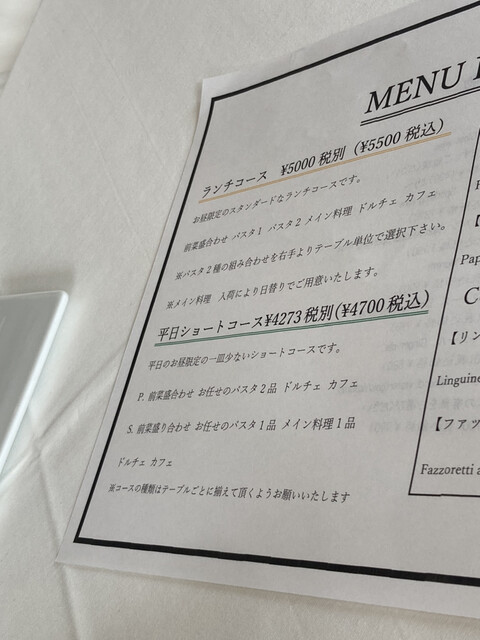 MENU
ランチコース ¥5000 税別 (¥5500 税込)
お昼限定のスタンダードなランチコースです。
前菜盛合わせ パスタ1 パスタ2 メイン料理 ドルチェ カフェ
※パスタ2種の組み合わせを右手よりテーブル単位で選択下さい。
※メイン料理 入荷により日替りでご用意いたします。
平日ショートコース¥4273税別(¥4700税込)
平日のお昼限定の一皿少ないショートコースです。
P. 前菜盛合わせ お任せのパスタ2品 ドルチェ カフェ
S. 前菜盛り合わせ お任せのパスタ1品 メイン料理1品
ドルチェ カフェ
※コースの種類はテーブルごとに揃えて頂くようお願いいたします
【
Pap
C
【リン
Linguine
【ファッ
Fazzoretti a